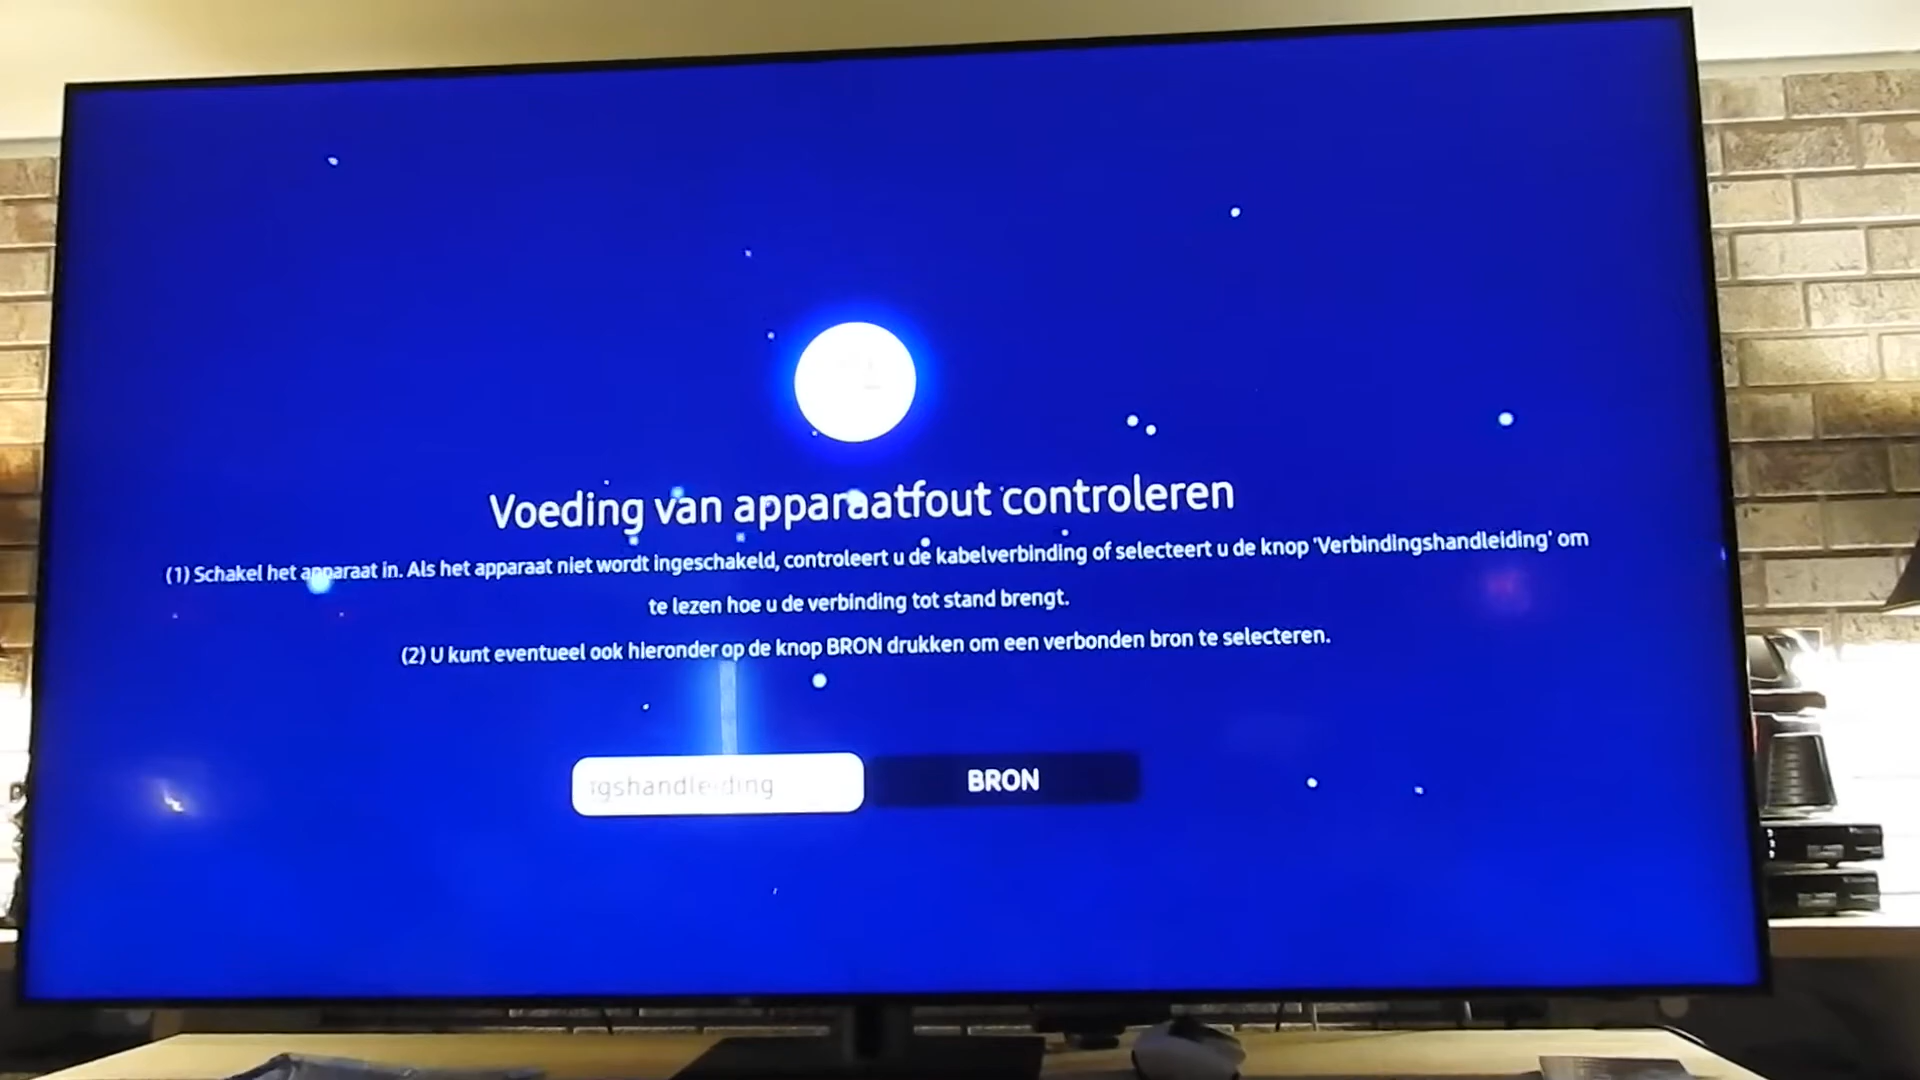 Voeding van apparaatfout controleren
(1) Schakel het apparaat in. Als het apparaat niet wordt ingeschakeld, controleert u de kabelverbinding of selecteert u de knop 'Verbindingshandleiding' om
te lezen hoe u de verbinding tot stand brengt.
(2) U kunt eventueel ook hieronder op de knop BRON drukken om een verbonden bron te selecteren.
gshandleiding BRON